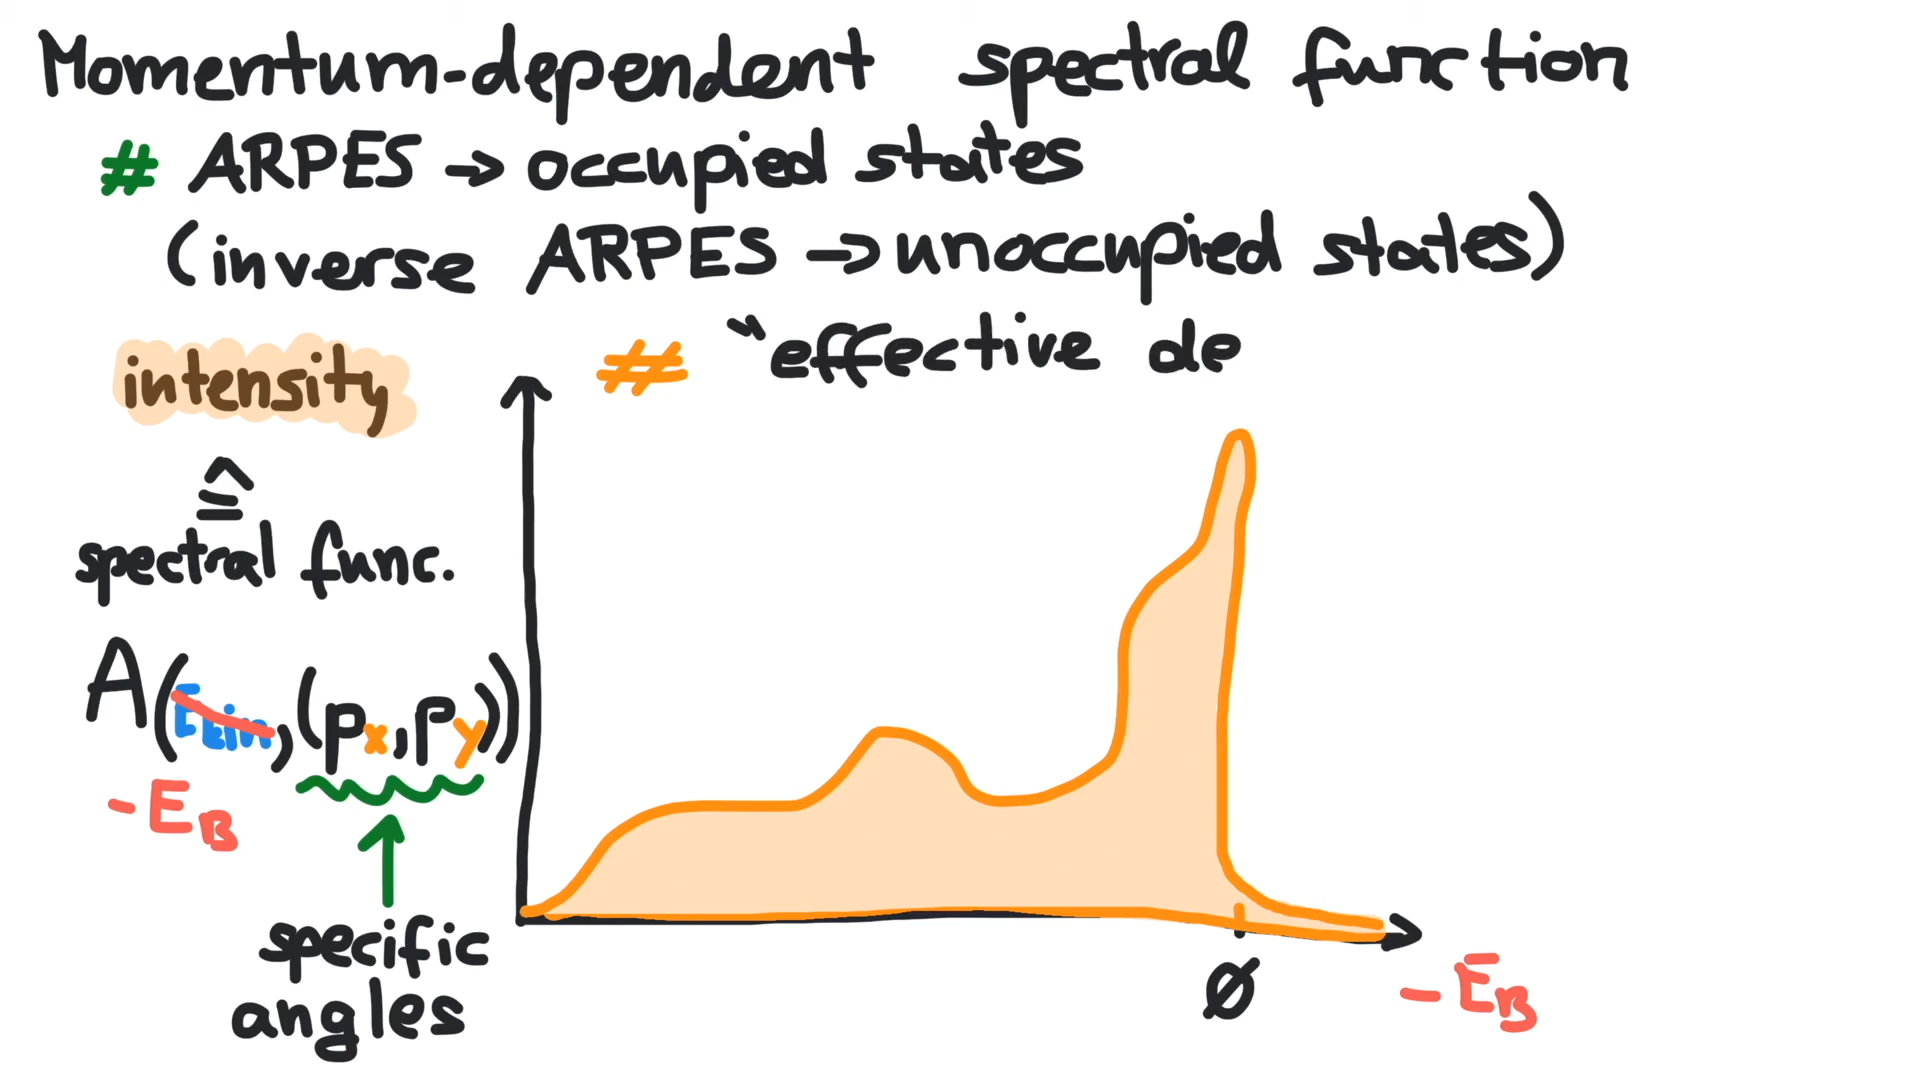 Momentum-dependent spectral function
# ARPES → occupied states
(inverse ARPES → unoccupied states)
# "effective de
intensity
≙
spectral func.
A(Ekin, (px, py))
-EB
specific
angles
Ø
-EB